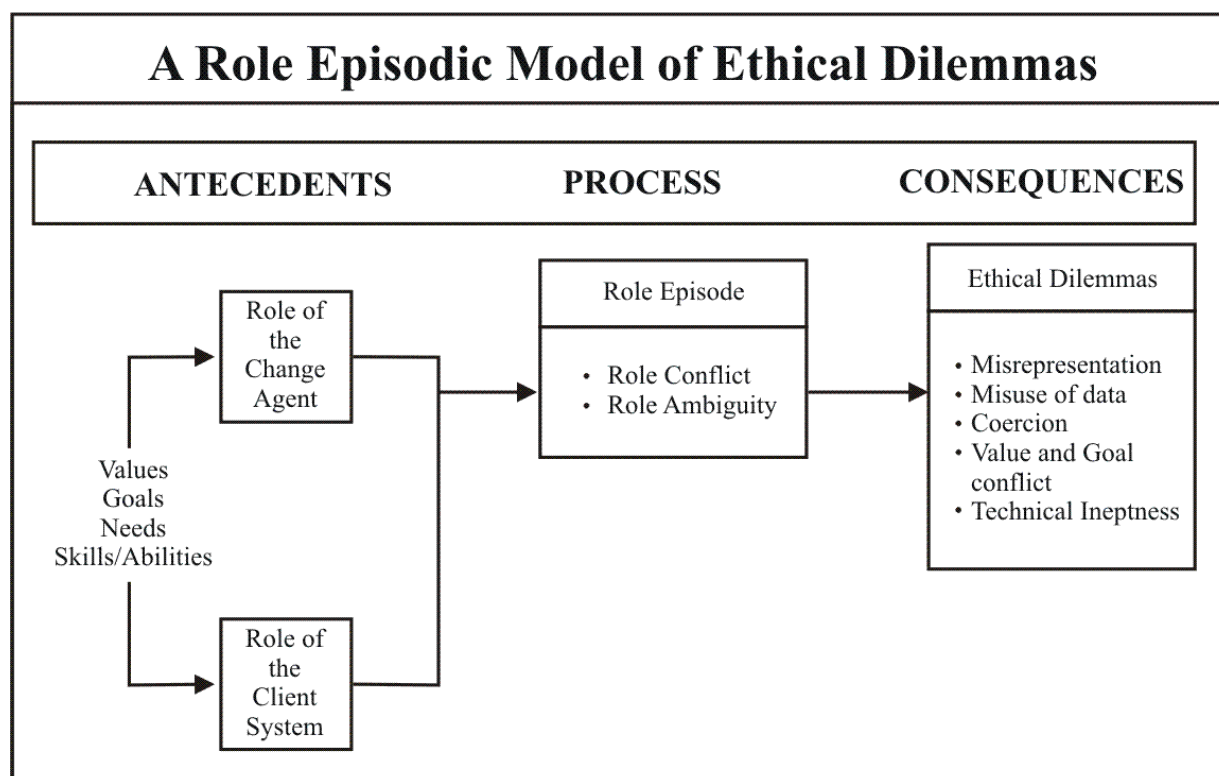 A Role Episodic Model of Ethical Dilemmas
ANTECEDENTS
PROCESS
CONSEQUENCES
Values
Goals
Needs
Skills/Abilities
Role of
the
Change
Agent
Role of
the
Client
System
Role Episode
• Role Conflict
• Role Ambiguity
Ethical Dilemmas
• Misrepresentation
• Misuse of data
• Coercion
• Value and Goal
conflict
• Technical Ineptness